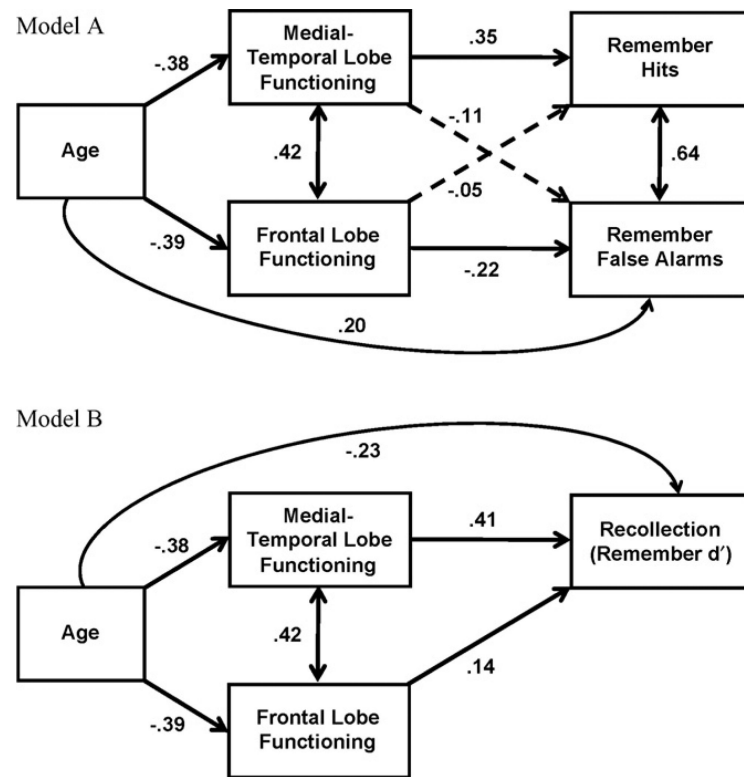 Model A
-.38
Medial-
Temporal Lobe
Functioning
.35
Remember
Hits
Age
.42
-.11
-.05
.64
-.39
Frontal Lobe
Functioning
-.22
Remember
False Alarms
.20
Model B
-.23
-.38
Medial-
Temporal Lobe
Functioning
.41
Recollection
(Remember d′)
Age
.42
.14
-.39
Frontal Lobe
Functioning